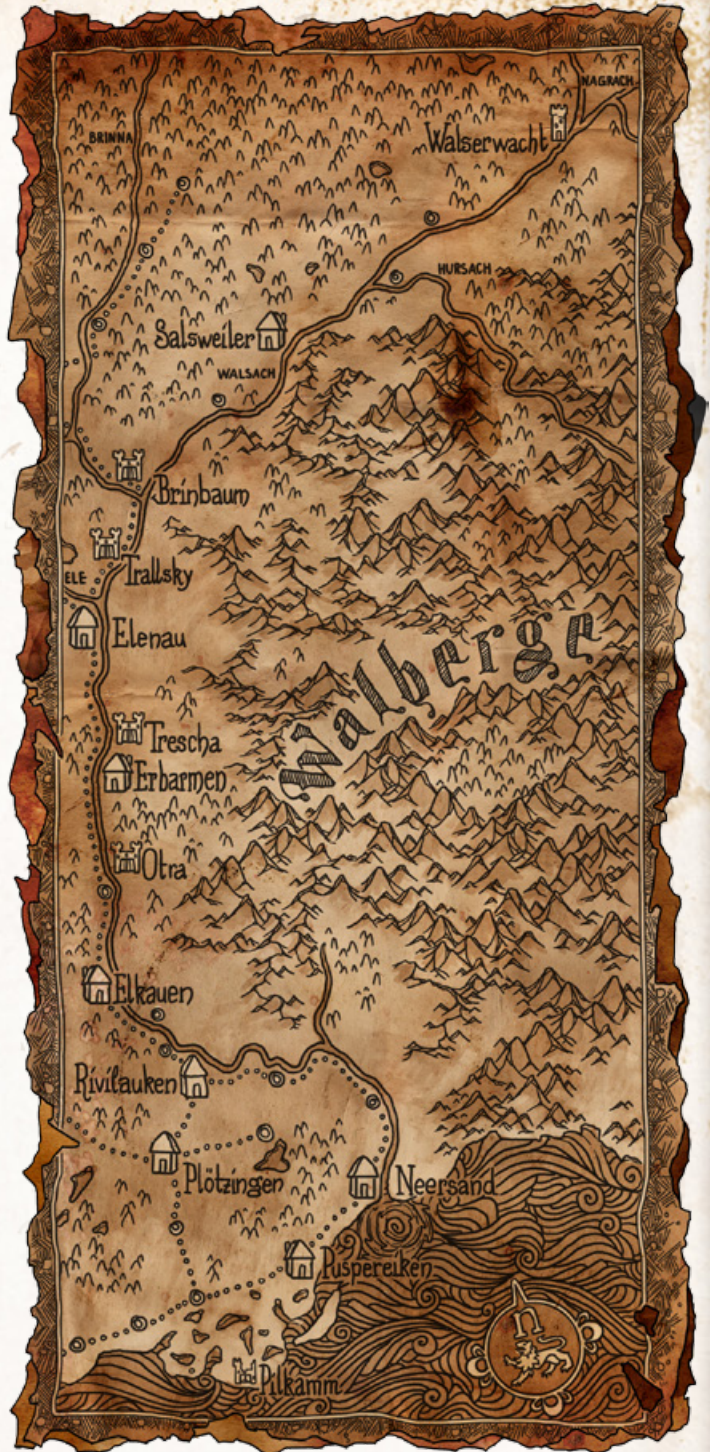 NAGRACH
BRINNA
Walserwacht
HURSACH
Salsweiler
WALSACH
Brinbaum
Trallsky
ELE
Elenau
Walberge
Trescha
Erbarmen
Otra
Elkauen
Rivilauken
Plötzingen
Neersand
Puspereiken
Pilkamm
n